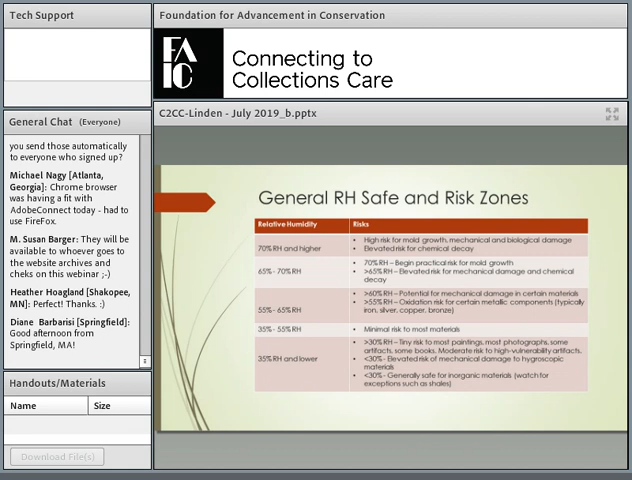 Tech Support
Foundation for Advancement in Conservation
FAIC
Connecting to
Collections Care
General Chat (Everyone)
you send those automatically
to everyone who signed up?
Michael Nagy [Atlanta,
Georgia]: Chrome browser
was having a fit with
AdobeConnect today - had to
use FireFox.
M. Susan Barger: They will be
available to whoever goes to
the website archives and
cheks on this webinar ;-)
Heather Hoagland [Shakopee,
MN]: Perfect! Thanks. :)
Diane Barbarisi [Springfield]:
Good afternoon from
Springfield, MA!
Handouts/Materials
Name Size
Download File(s)
C2CC-Linden - July 2019_b.pptx
General RH Safe and Risk Zones
Relative Humidity Risks
70% RH and higher
• High risk for mold growth, mechanical and biological damage
• Elevated risk for chemical decay
65% - 70% RH
• 70% RH – Begin practical risk for mold growth
• >65% RH – Elevated risk for mechanical and chemical
decay
55% - 65% RH
• >60% RH – Potential for mechanical damage in certain materials
• >55% RH – Oxidation risk for certain metallic components (typically
iron, silver, copper, bronze)
35% - 55% RH
• Minimal risk to most materials
35% RH and lower
• >30% RH – Tiny risk to most paintings, most photographs, some
artifacts, some books. Moderate risk to high-vulnerability artifacts.
• <30% - Elevated risk of mechanical damage to hygroscopic
materials
• <30% - Generally safe for inorganic materials (watch for
exceptions such as shales)